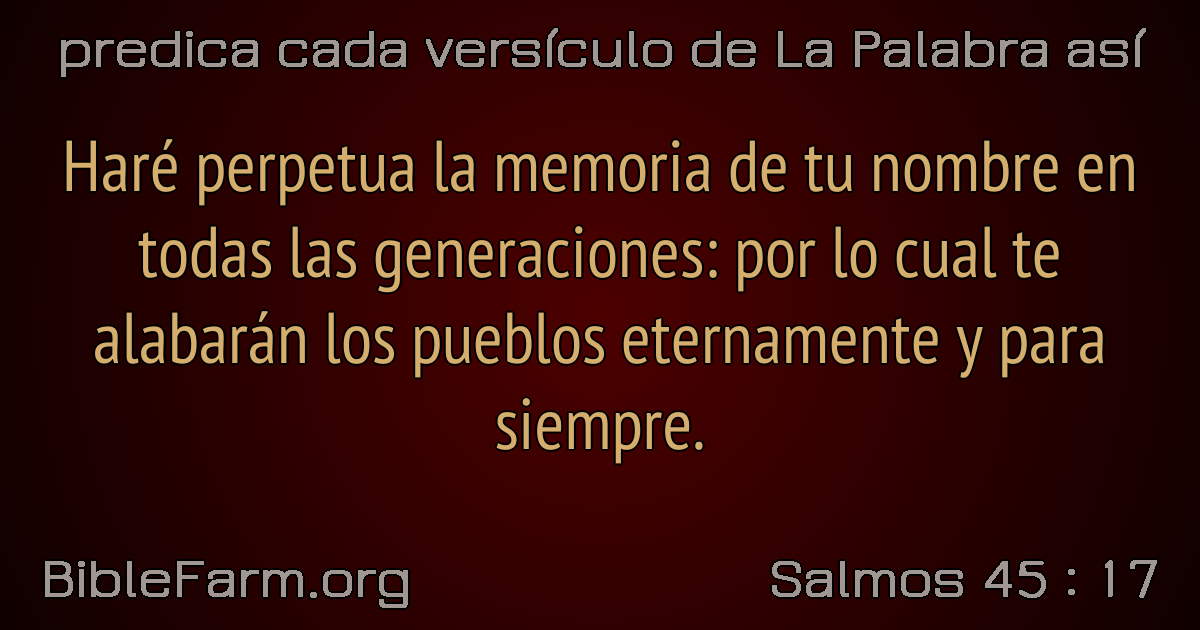 predica cada versículo de La Palabra así
Haré perpetua la memoria de tu nombre en
todas las generaciones: por lo cual te
alabarán los pueblos eternamente y para
siempre.
BibleFarm.org
Salmos 45 : 17